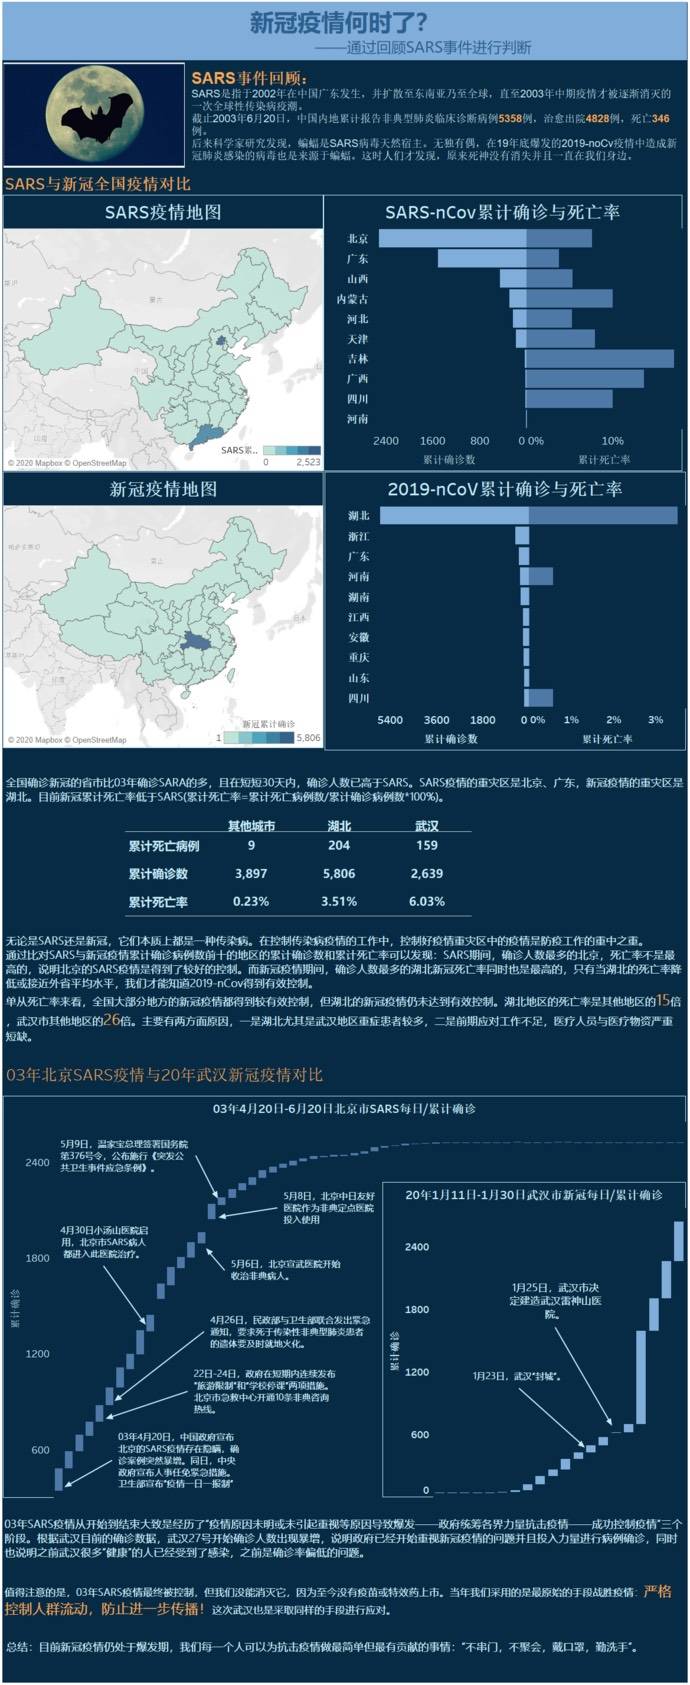 新冠疫情何时了？
——通过回顾SARS事件进行判断
SARS事件回顾：
SARS是指于2002年在中国广东发生，并扩散至东南亚乃至全球，直至2003年中期疫情才被逐渐消灭的
一次全球性传染病疫潮。
截止2003年6月20日，中国内地累计报告非典型肺炎临床诊断病例5358例，治愈出院4828例，死亡346
例。
后来科学家研究发现，蝙蝠是SARS病毒天然宿主。无独有偶，在19年底爆发的2019-noCv疫情中造成新
冠肺炎感染的病毒也是来源于蝙蝠。这时人们才发现，原来死神没有消失并且一直在我们身边。
SARS与新冠全国疫情对比
SARS疫情地图
蒙古
中国
印度
SARS累..
0 2,523
© 2020 Mapbox © OpenStreetMap
SARS-nCov累计确诊与死亡率
北京
广东
山西
内蒙古
河北
天津
吉林
广西
四川
河南
2400 1600 800 0 0% 10%
累计确诊数 累计死亡率
新冠疫情地图
日本
印度
新冠累计确诊
1 5,806
© 2020 Mapbox © OpenStreetMap
2019-nCoV累计确诊与死亡率
湖北
浙江
广东
河南
湖南
江西
安徽
重庆
山东
四川
5400 3600 1800 0 0% 1% 2% 3%
累计确诊数 累计死亡率
全国确诊新冠的省市比03年确诊SARA的多，且在短短30天内，确诊人数已高于SARS。SARS疫情的重灾区是北京、广东，新冠疫情的重灾区是
湖北。目前新冠累计死亡率低于SARS(累计死亡率=累计死亡病例数/累计确诊病例数*100%)。
其他城市 湖北 武汉
累计死亡病例 9 204 159
累计确诊数 3,897 5,806 2,639
累计死亡率 0.23% 3.51% 6.03%
无论是SARS还是新冠，它们本质上都是一种传染病。在控制传染病疫情的工作中，控制好疫情重灾区中的疫情是防疫工作的重中之重。
通过比对SARS与新冠疫情累计确诊病例数前十的地区的累计确诊数和累计死亡率可以发现：SARS期间，确诊人数最多的北京，死亡率不是最
高的，说明北京的SARS疫情是得到了较好的控制。而新冠疫情期间，确诊人数最多的湖北新冠死亡率同时也是最高的，只有当湖北的死亡率降
低或接近外省平均水平，我们才能知道2019-nCov得到有效控制。
单从死亡率来看，全国大部分地方的新冠疫情都得到较有效控制，但湖北的新冠疫情仍未达到有效控制。湖北地区的死亡率是其他地区的15倍
，武汉市其他地区的26倍。主要有两方面原因，一是湖北尤其是武汉地区重症患者较多，二是前期应对工作不足，医疗人员与医疗物资严重
短缺。
03年北京SARS疫情与20年武汉新冠疫情对比
03年4月20日-6月20日北京市SARS每日/累计确诊
2400
1800
1200
600
累计确诊
5月9日，温家宝总理签署国务院
第376号令，公布施行《突发公
共卫生事件应急条例》。
5月8日，北京中日友好
医院作为非典定点医院
投入使用
4月30日小汤山医院启
用，北京市SARS病人
都进入此医院治疗。
5月6日，北京宣武医院开始
收治非典病人。
4月26日，民政部与卫生部联合发出紧急
通知，要求死于传染性非典型肺炎患者
的遗体要及时就地火化。
22日-24日，政府在短期内连续发布
“旅游限制”和“学校停课”两项措施。
北京市急救中心开通10条非典咨询
热线。
03年4月20日，中国政府宣布
北京的SARS疫情存在隐瞒，确
诊案例突然暴增。同日，中央
政府宣布人事任免紧急措施。
卫生部宣布“疫情一日一报制”
20年1月11日-1月30日武汉市新冠每日/累计确诊
2400
1800
1200
600
0
累计确诊
1月25日，武汉市决
定建造武汉雷神山医
院。
1月23日，武汉“封城”。
03年SARS疫情从开始到结束大致是经历了“疫情原因未明或未引起重视等原因导致爆发——政府统筹各界力量抗击疫情——成功控制疫情”三个
阶段。根据武汉目前的确诊数据，武汉27号开始确诊人数出现暴增，说明政府已经开始重视新冠疫情的问题并且投入力量进行病例确诊，同时
也说明之前武汉很多“健康”的人已经受到了感染，之前是确诊率偏低的问题。
值得注意的是，03年SARS疫情最终被控制，但我们没能消灭它，因为至今没有疫苗或特效药上市。当年我们采用的是最原始的手段战胜疫情：严格
控制人群流动，防止进一步传播！这次武汉也是采取同样的手段进行应对。
总结：目前新冠疫情仍处于爆发期，我们每一个人可以为抗击疫情做最简单但最有贡献的事情：“不串门，不聚会，戴口罩，勤洗手”。